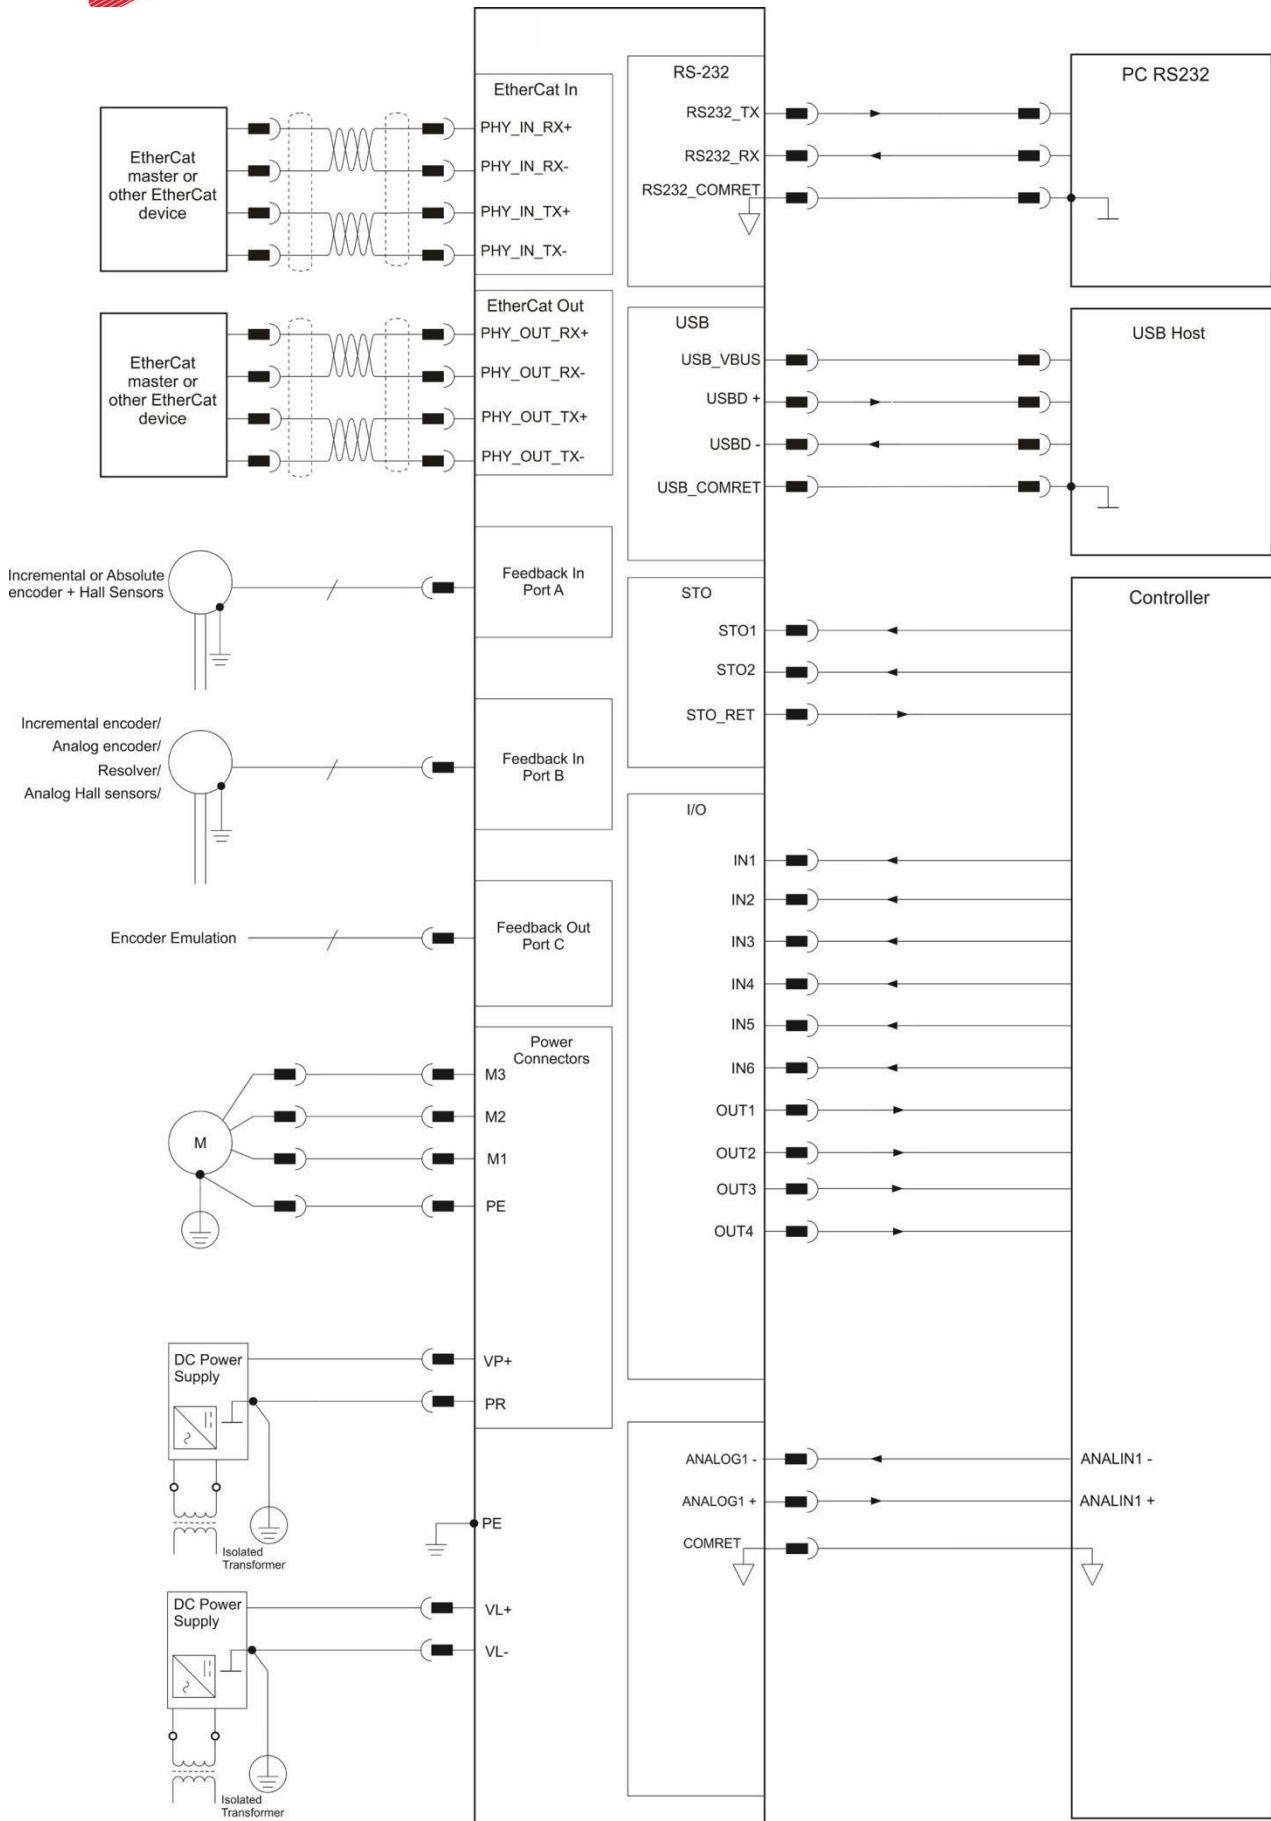 EtherCat
master or
other EtherCat
device
EtherCat In
PHY_IN_RX+
PHY_IN_RX-
PHY_IN_TX+
PHY_IN_TX-
EtherCat
master or
other EtherCat
device
EtherCat Out
PHY_OUT_RX+
PHY_OUT_RX-
PHY_OUT_TX+
PHY_OUT_TX-
Incremental or Absolute
encoder + Hall Sensors
Feedback In
Port A
Incremental encoder/
Analog encoder/
Resolver/
Analog Hall sensors/
Feedback In
Port B
Encoder Emulation
Feedback Out
Port C
Power
Connectors
M
M3
M2
M1
PE
DC Power
Supply
VP+
PR
Isolated
Transformer
PE
DC Power
Supply
VL+
VL-
Isolated
Transformer
RS-232
RS232_TX
RS232_RX
RS232_COMRET
PC RS232
USB
USB_VBUS
USBD +
USBD -
USB_COMRET
USB Host
STO
STO1
STO2
STO_RET
Controller
I/O
IN1
IN2
IN3
IN4
IN5
IN6
OUT1
OUT2
OUT3
OUT4
ANALOG1 -
ANALOG1 +
COMRET
ANALIN1 -
ANALIN1 +